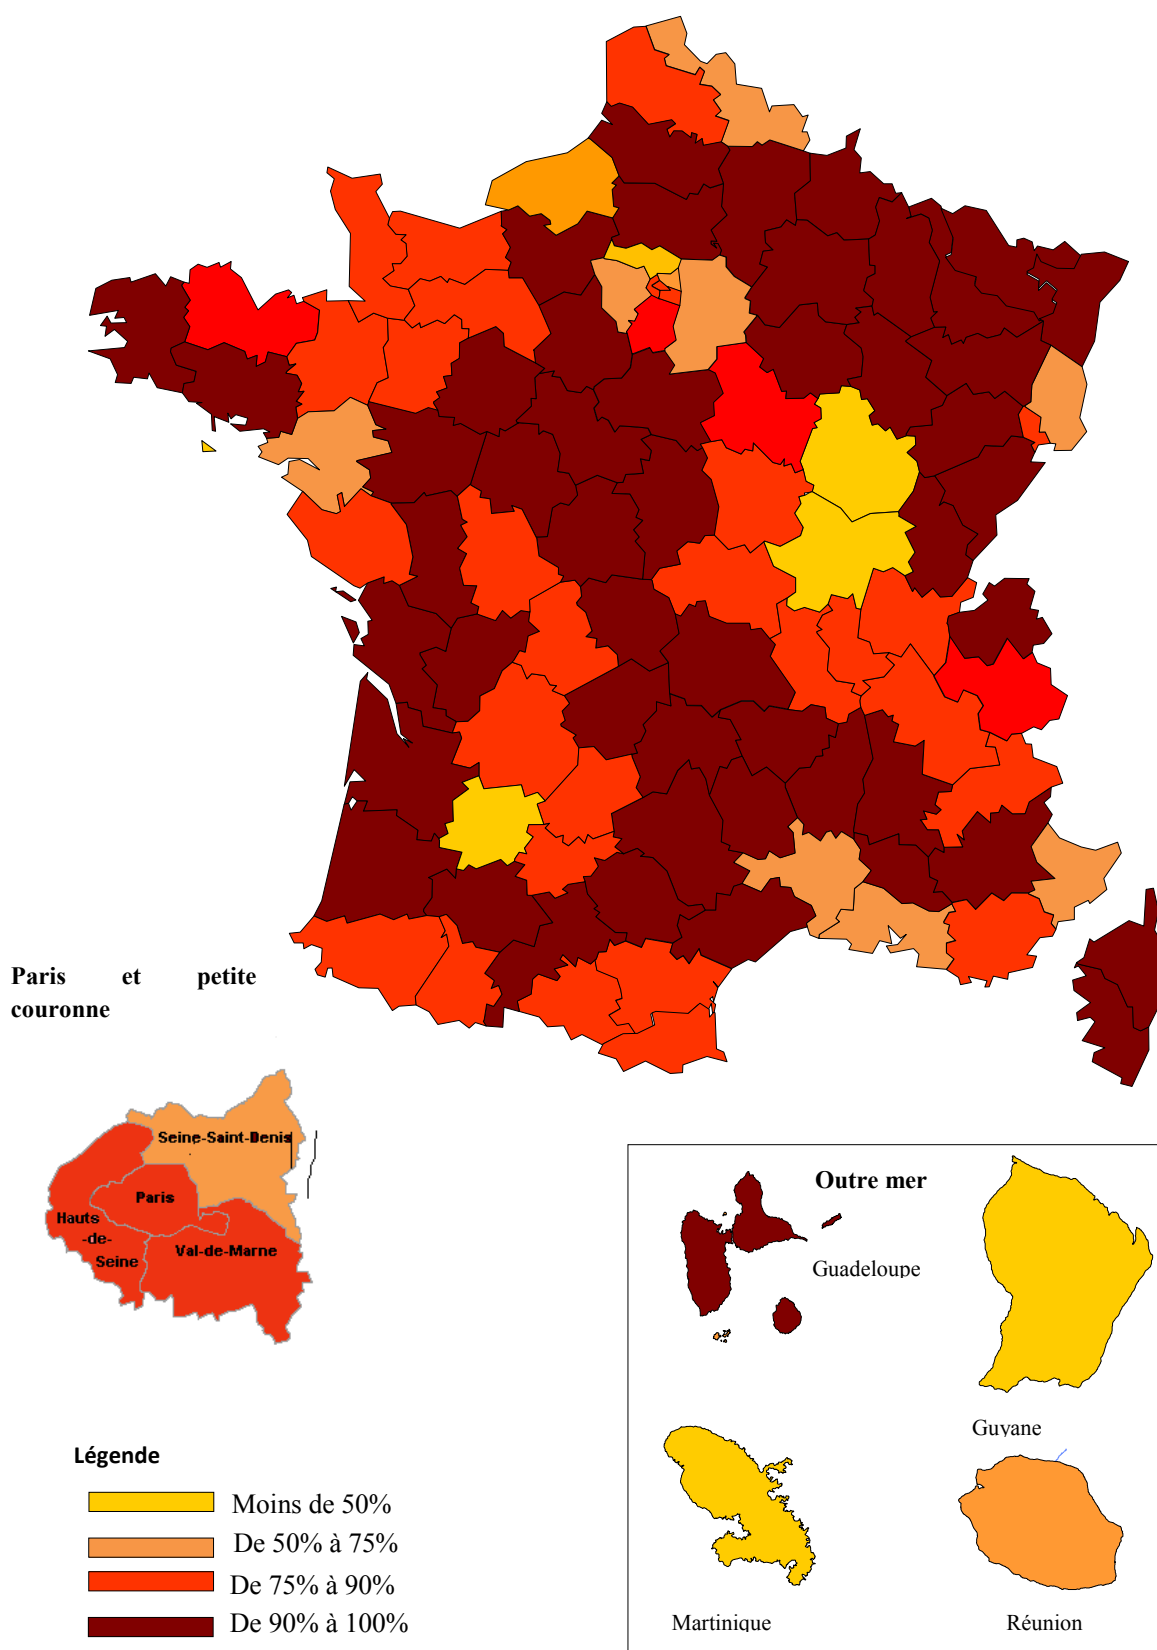 Paris et petite
couronne
Seine-Saint-Denis
Paris
Hauts
-de-
Seine
Val-de-Marne
Outre mer
Guadeloupe
Guyane
Martinique
Réunion
Légende
Moins de 50%
De 50% à 75%
De 75% à 90%
De 90% à 100%